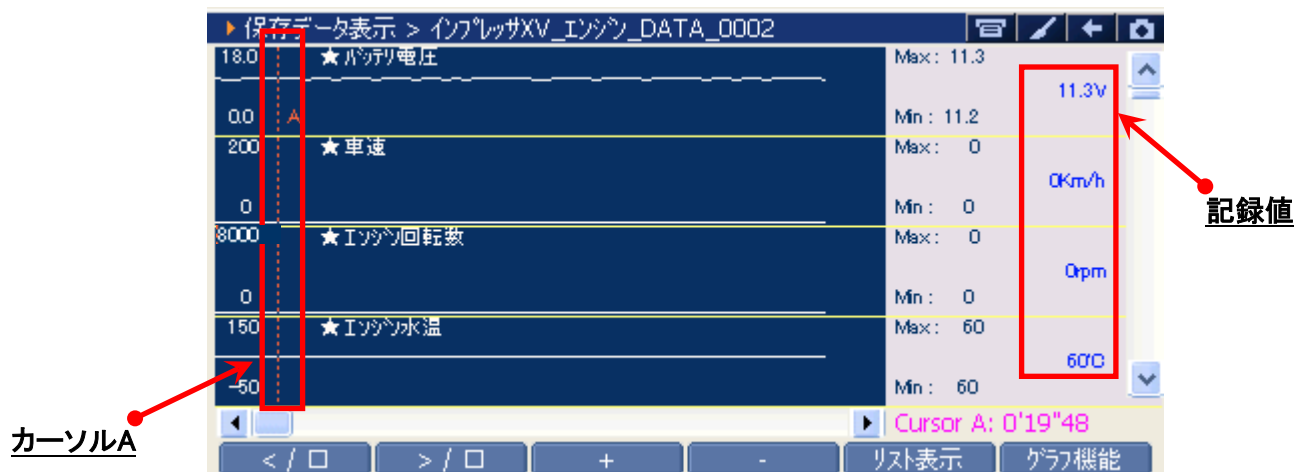 保存データ表示 > インプレッサXV_エンジン_DATA_0002
18.0 ★バッテリ電圧 Max: 11.3
11.3V
0.0 A Min: 11.2
200 ★車速 Max: 0
0Km/h
0 Min: 0
8000 ★エンジン回転数 Max: 0
0rpm
0 Min: 0
150 ★エンジン水温 Max: 60
60℃
-50 Min: 60
Cursor A: 0'19"48
< / □ > / □ + - リスト表示 グラフ機能
記録値
カーソルA